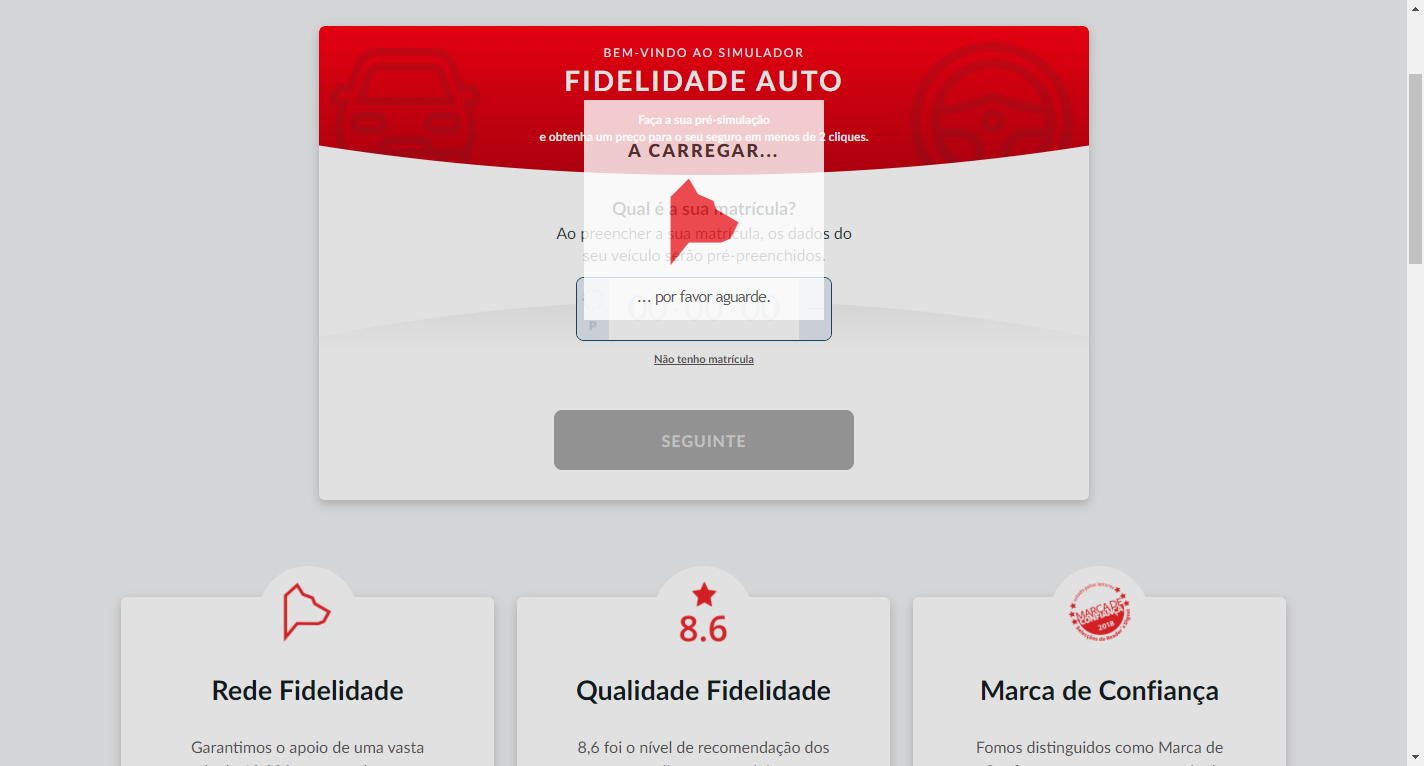 BEM-VINDO AO SIMULADOR
FIDELIDADE AUTO
Faça a sua pré-simulação
e obtenha um preço para o seu seguro em menos de 2 cliques.
A CARREGAR...
Qual é a sua matrícula?
Ao preencher a sua matrícula, os dados do
seu veículo serão pré-preenchidos.
... por favor aguarde.
P
00 · 00 · 00
Não tenho matrícula
SEGUINTE
8.6
MARCA DE
CONFIANÇA
2018
Rede Fidelidade
Qualidade Fidelidade
Marca de Confiança
Garantimos o apoio de uma vasta
8,6 foi o nível de recomendação dos
Fomos distinguidos como Marca de